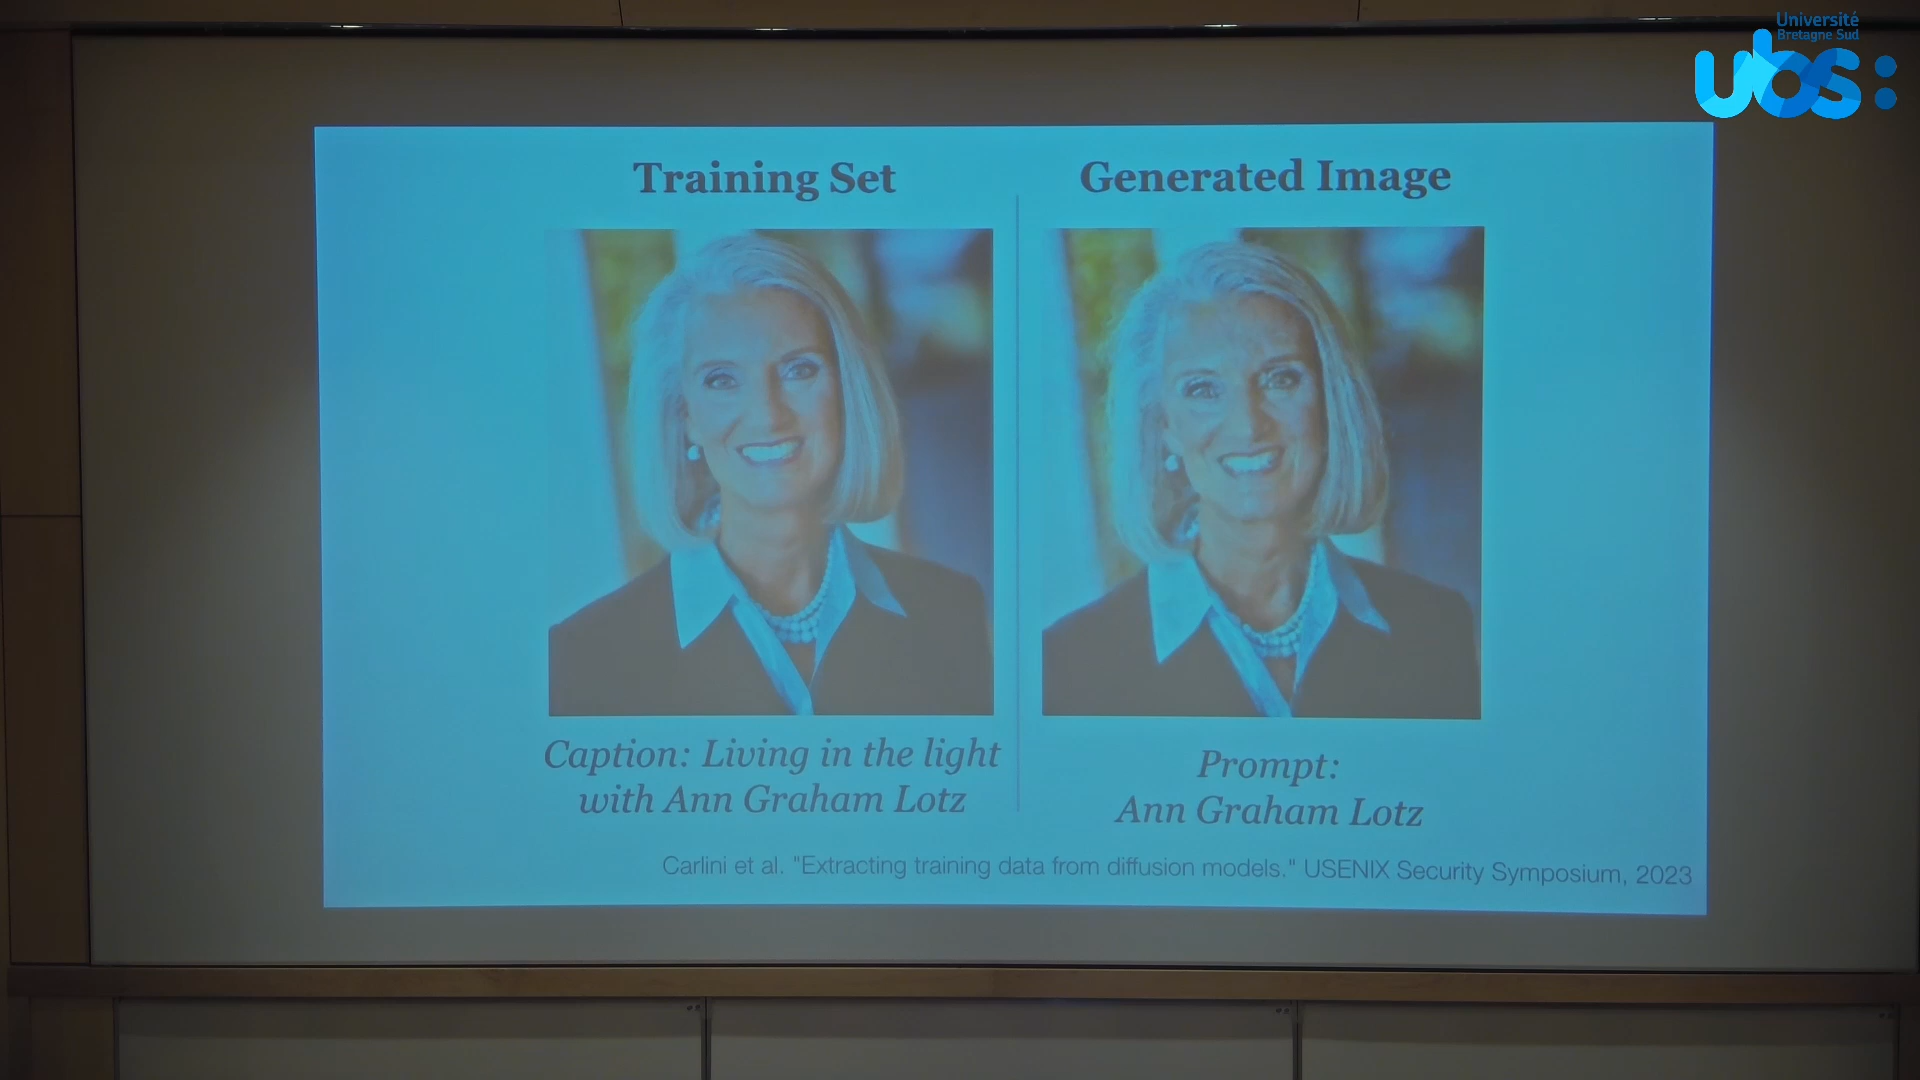 Université
Bretagne Sud
ubs:
Training Set
Generated Image
Caption: Living in the light
with Ann Graham Lotz
Prompt:
Ann Graham Lotz
Carlini et al. "Extracting training data from diffusion models." USENIX Security Symposium, 2023